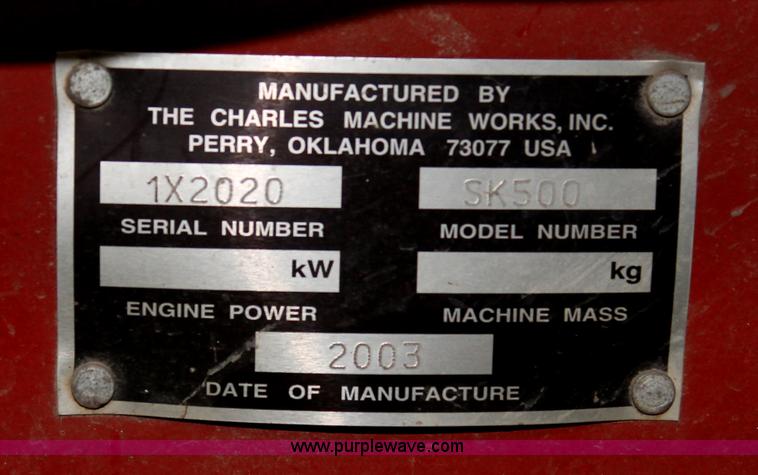 MANUFACTURED BY
THE CHARLES MACHINE WORKS, INC.
PERRY, OKLAHOMA 73077 USA
1X2020 SK500
SERIAL NUMBER MODEL NUMBER
kW kg
ENGINE POWER MACHINE MASS
2003
DATE OF MANUFACTURE
www.purplewave.com